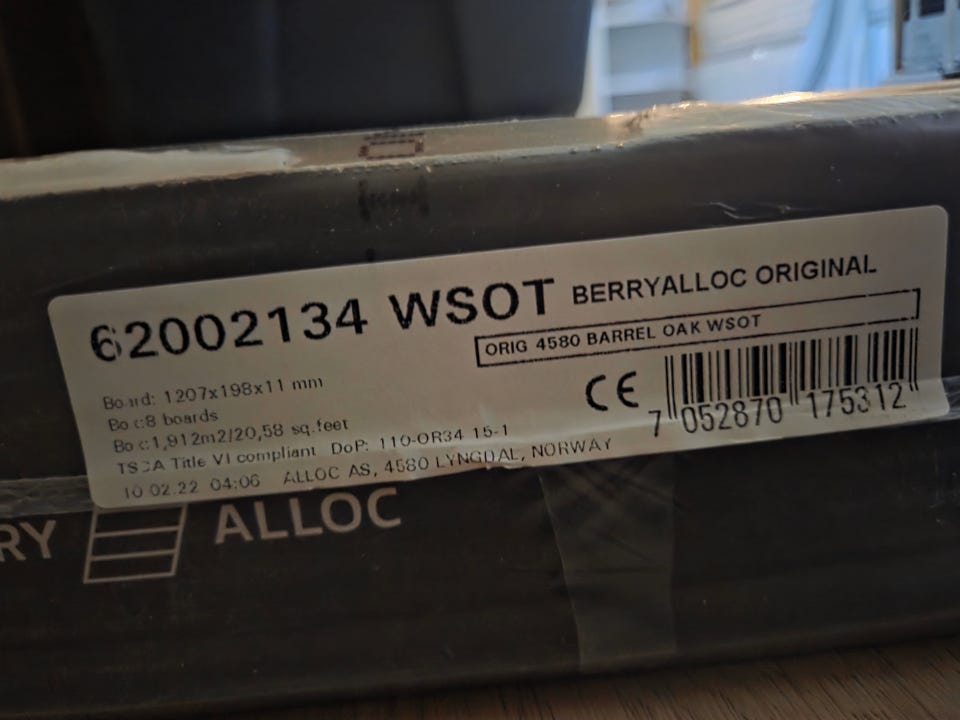 62002134 WSOT BERRYALLOC ORIGINAL
ORIG 4580 BARREL OAK WSOT
Board: 1207x198x11 mm
Box:8 boards
Box:1,912m2/20,58 sq.feet
TSCA Title VI compliant DoP: 110-OR34 15-1
10.02.22 04:06 ALLOC AS, 4580 LYNGDAL, NORWAY
CE
7 052870 175312
RY ALLOC